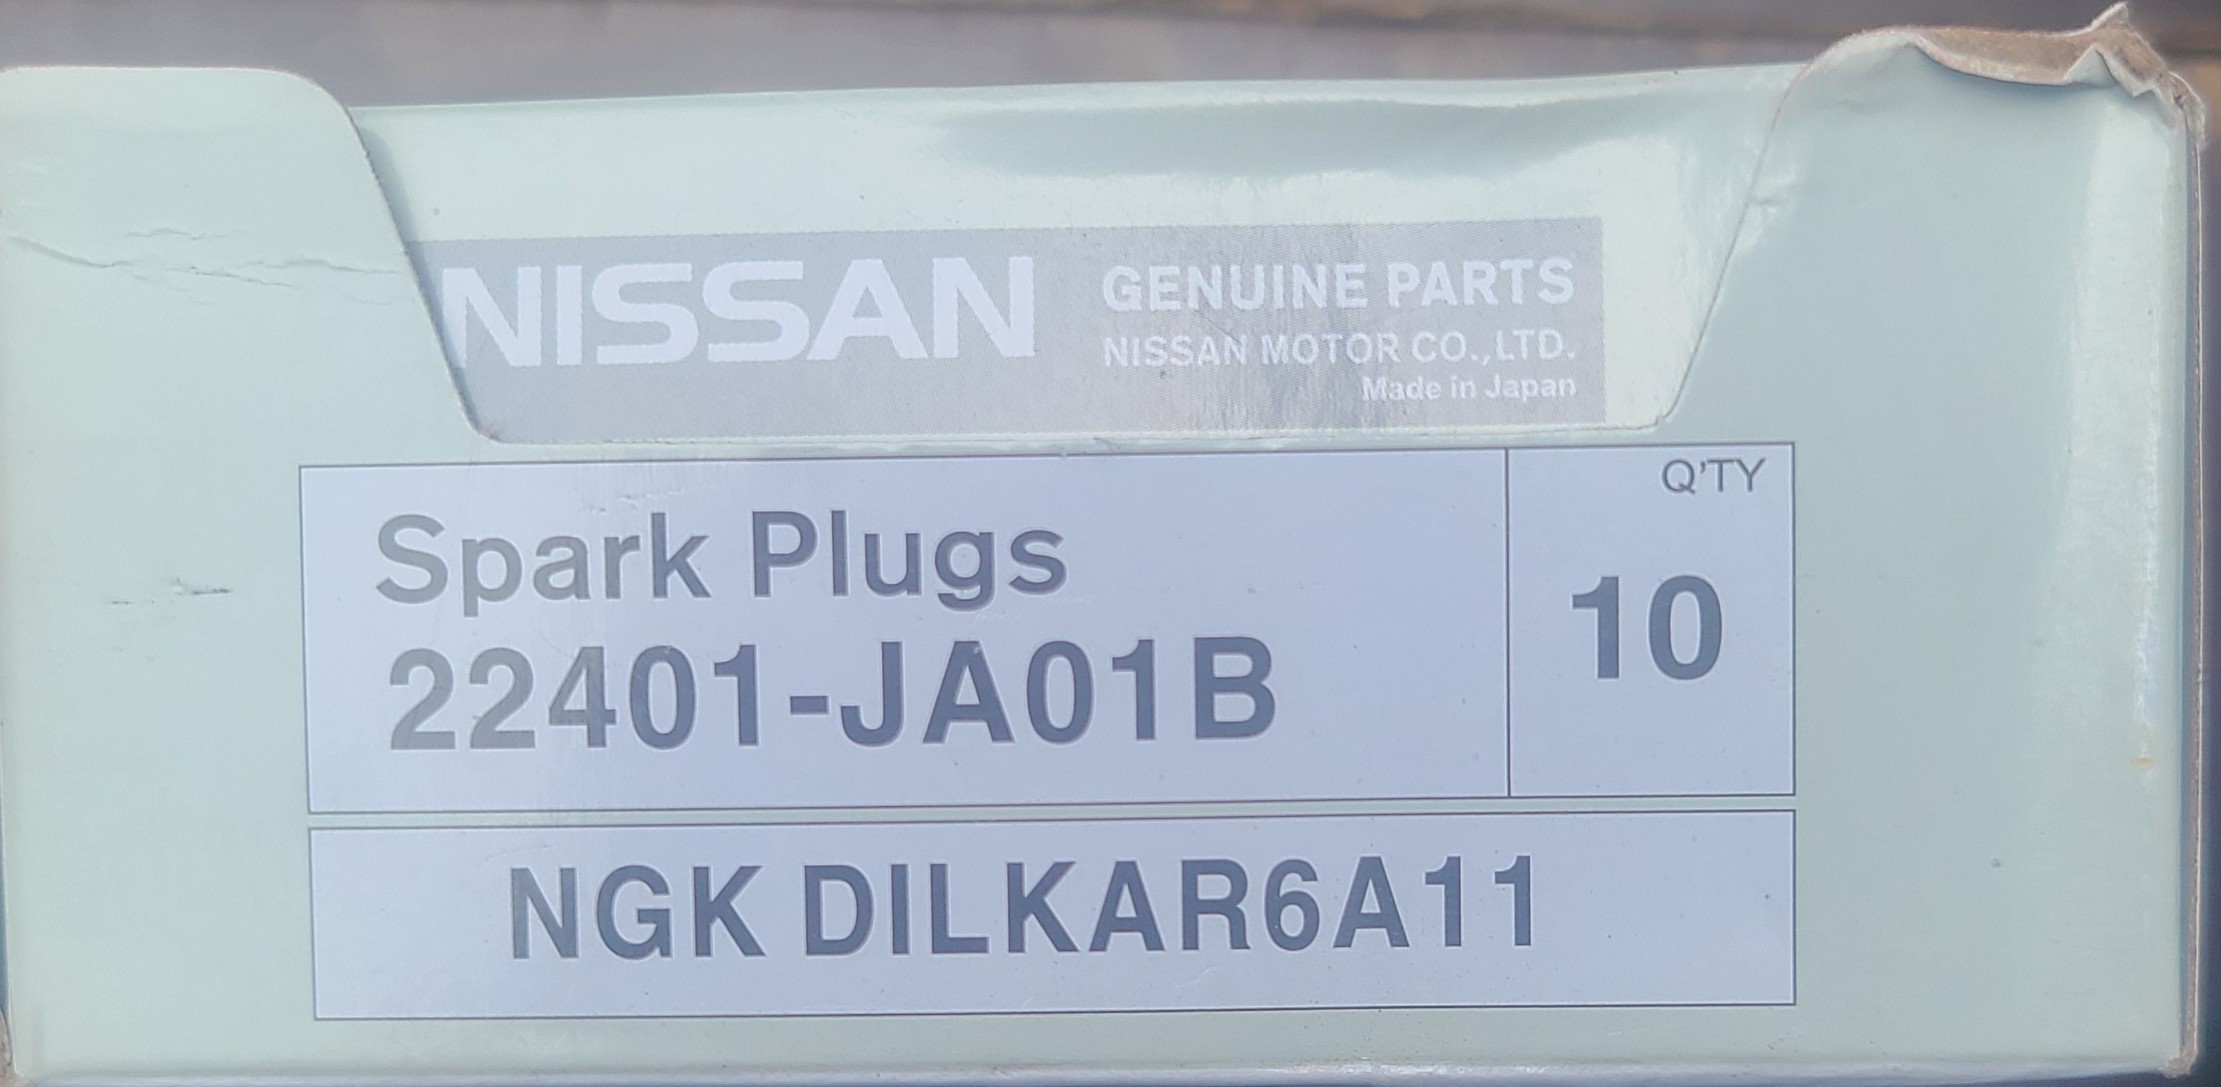 NISSAN
GENUINE PARTS
NISSAN MOTOR CO.,LTD.
Made in Japan
Q'TY
Spark Plugs
22401-JA01B
10
NGK DILKAR6A11